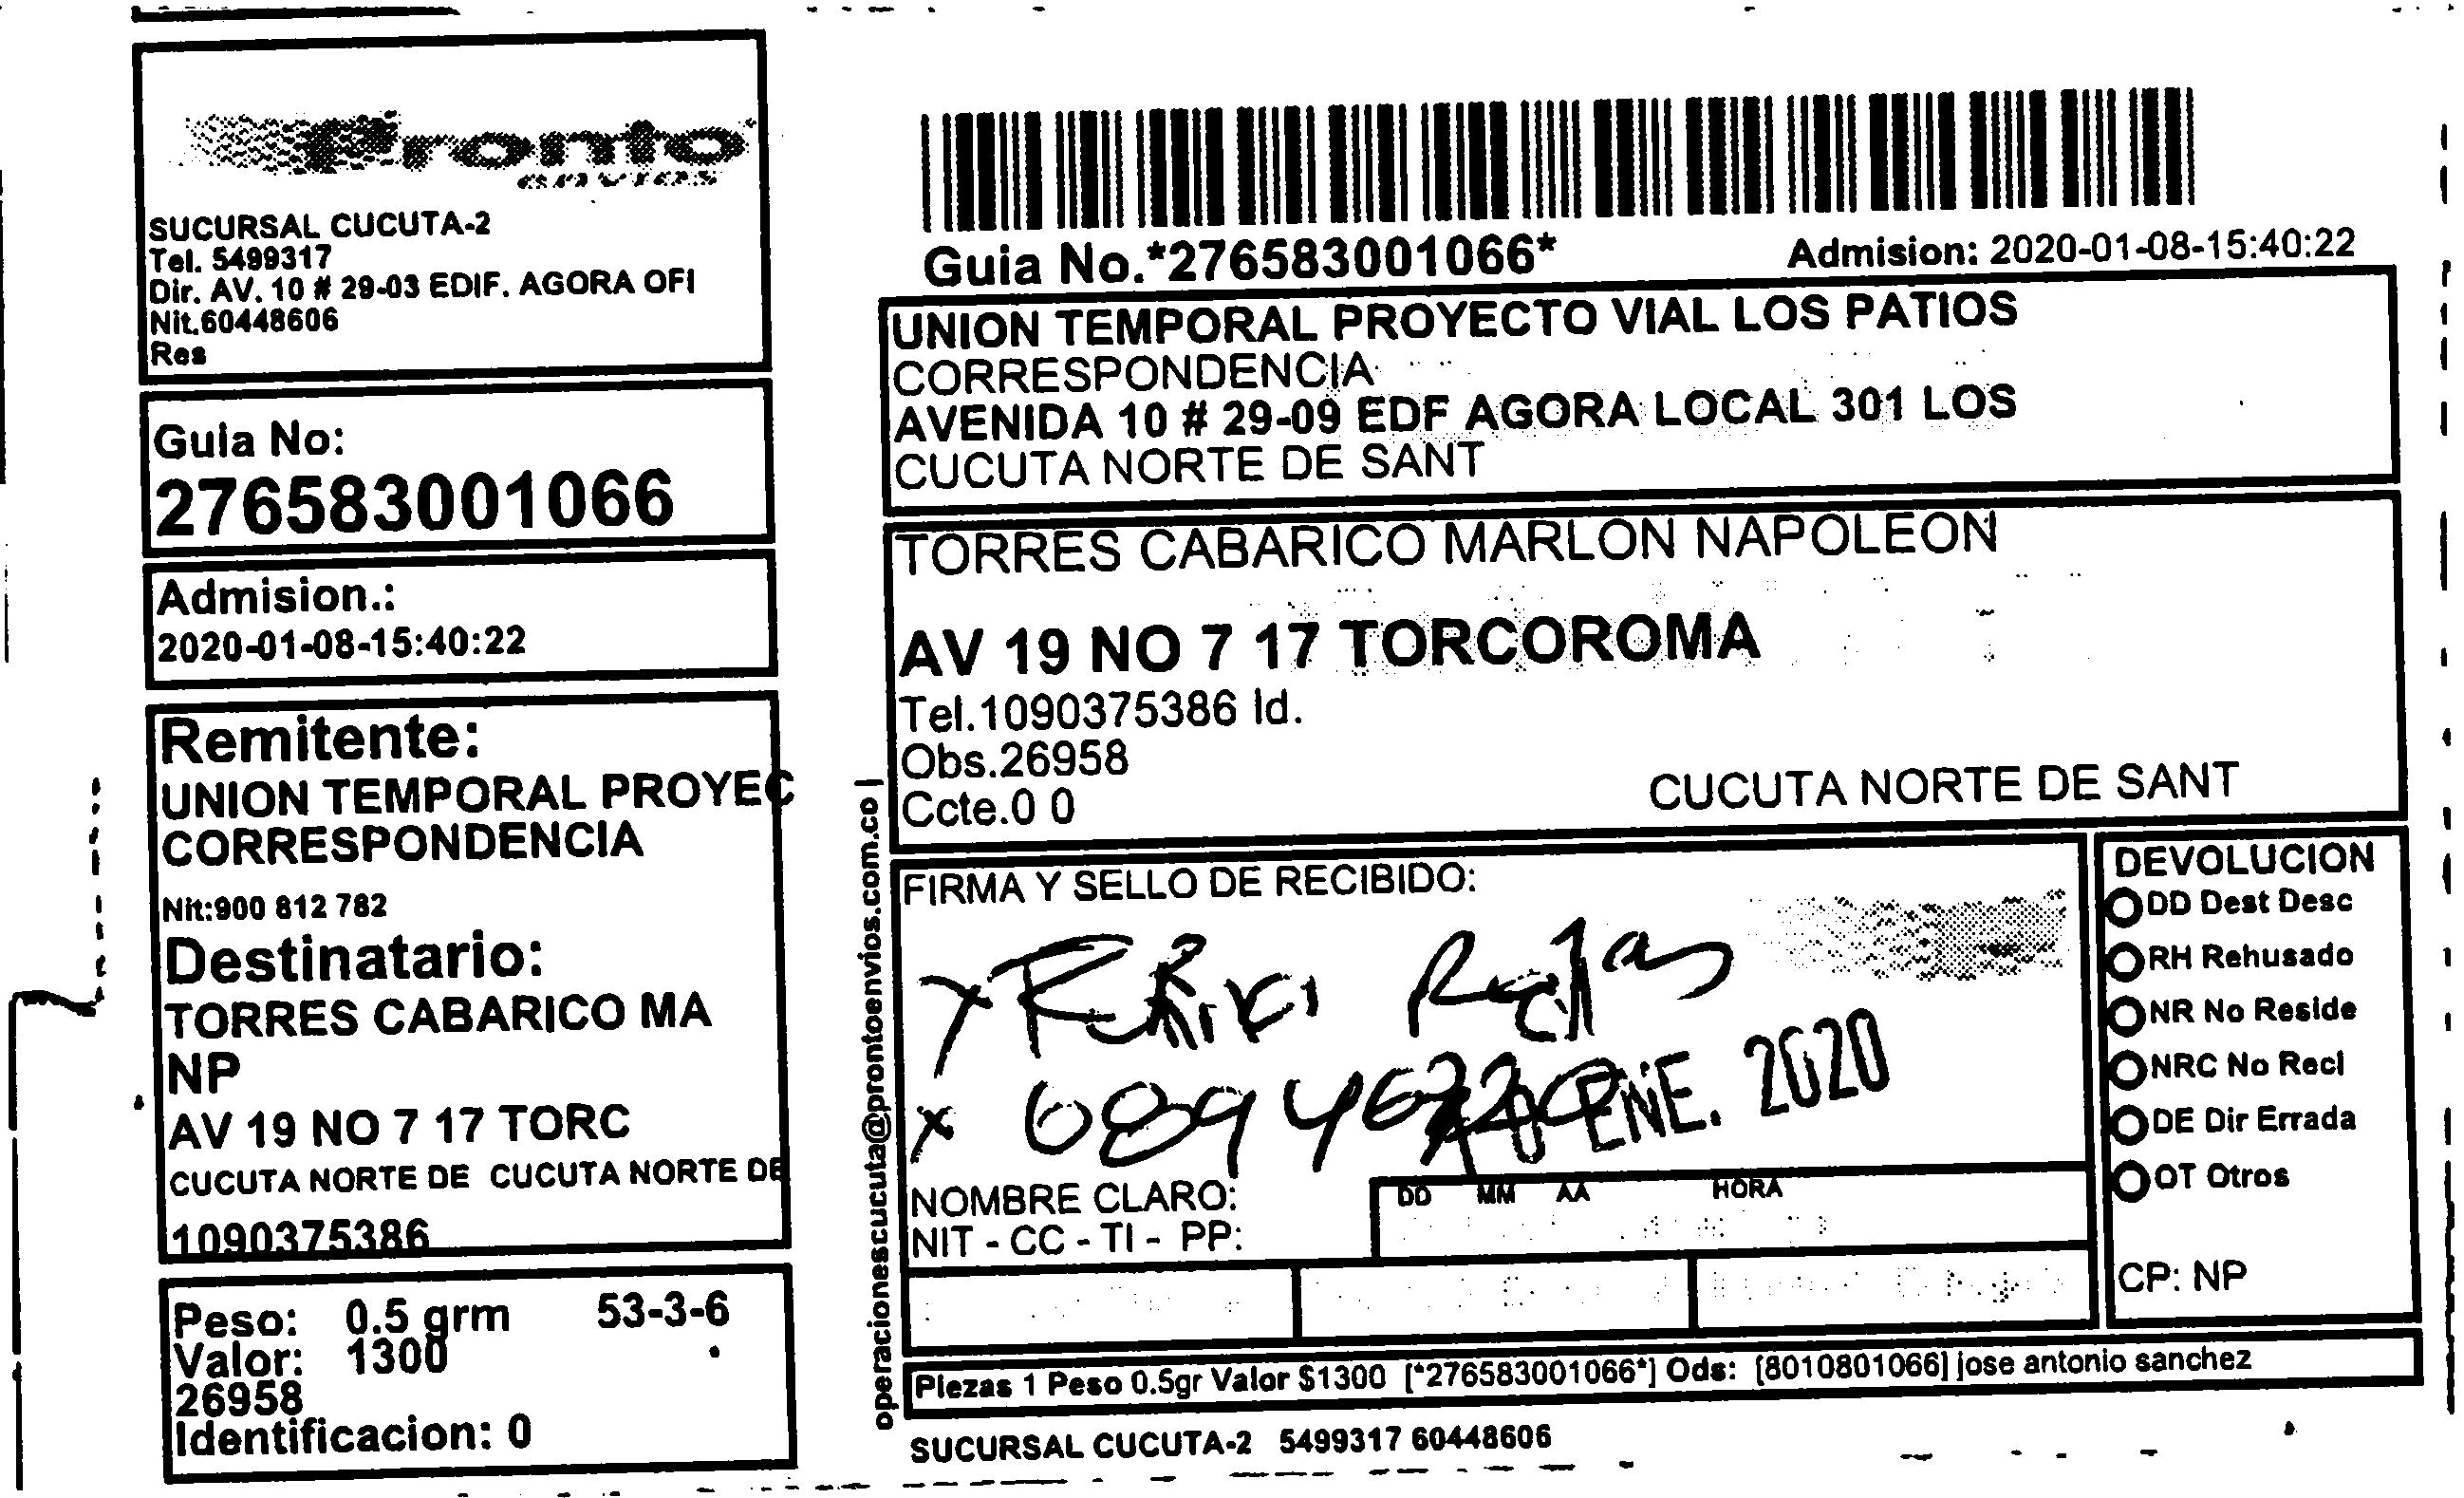 Pronto
envios
SUCURSAL CUCUTA-2
Tel. 5499317
Dir. AV. 10 # 29-03 EDIF. AGORA OFI
Nit.60448606
Res
Guia No:
276583001066
Admision.:
2020-01-08-15:40:22
Remitente:
UNION TEMPORAL PROYEC
CORRESPONDENCIA
Nit:900 812 782
Destinatario:
TORRES CABARICO MA
NP
AV 19 NO 7 17 TORC
CUCUTA NORTE DE CUCUTA NORTE DE
1090375386
Peso: 0.5 grm 53-3-6
Valor: 1300
26958
Identificacion: 0
operacionescucuta@prontoenvios.com.co |
Guia No.*276583001066*
Admision: 2020-01-08-15:40:22
UNION TEMPORAL PROYECTO VIAL LOS PATIOS
CORRESPONDENCIA
AVENIDA 10 # 29-09 EDF AGORA LOCAL 301 LOS
CUCUTA NORTE DE SANT
TORRES CABARICO MARLON NAPOLEON
AV 19 NO 7 17 TORCOROMA
Tel.1090375386 Id.
Obs.26958
Ccte.0 0
CUCUTA NORTE DE SANT
FIRMA Y SELLO DE RECIBIDO:
ENE. 2020
NOMBRE CLARO:
NIT - CC - TI - PP:
DD MM AA HORA
DEVOLUCION
DD Dest Desc
RH Rehusado
NR No Reside
NRC No Recl
DE Dir Errada
OT Otros
CP: NP
Piezas 1 Peso 0.5gr Valor $1300 [*276583001066*] Ods: [8010801066] jose antonio sanchez
SUCURSAL CUCUTA-2 5499317 60448606